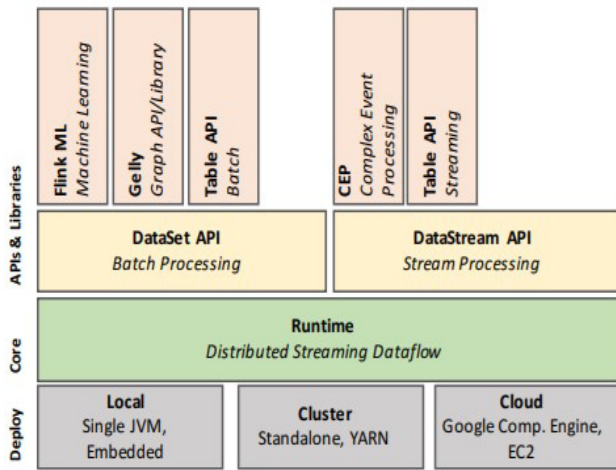 APIs & Libraries
Flink ML
Machine Learning
Gelly
Graph API/Library
Table API
Batch
CEP
Complex Event
Processing
Table API
Streaming
DataSet API
Batch Processing
DataStream API
Stream Processing
Core
Runtime
Distributed Streaming Dataflow
Deploy
Local
Single JVM,
Embedded
Cluster
Standalone, YARN
Cloud
Google Comp. Engine,
EC2